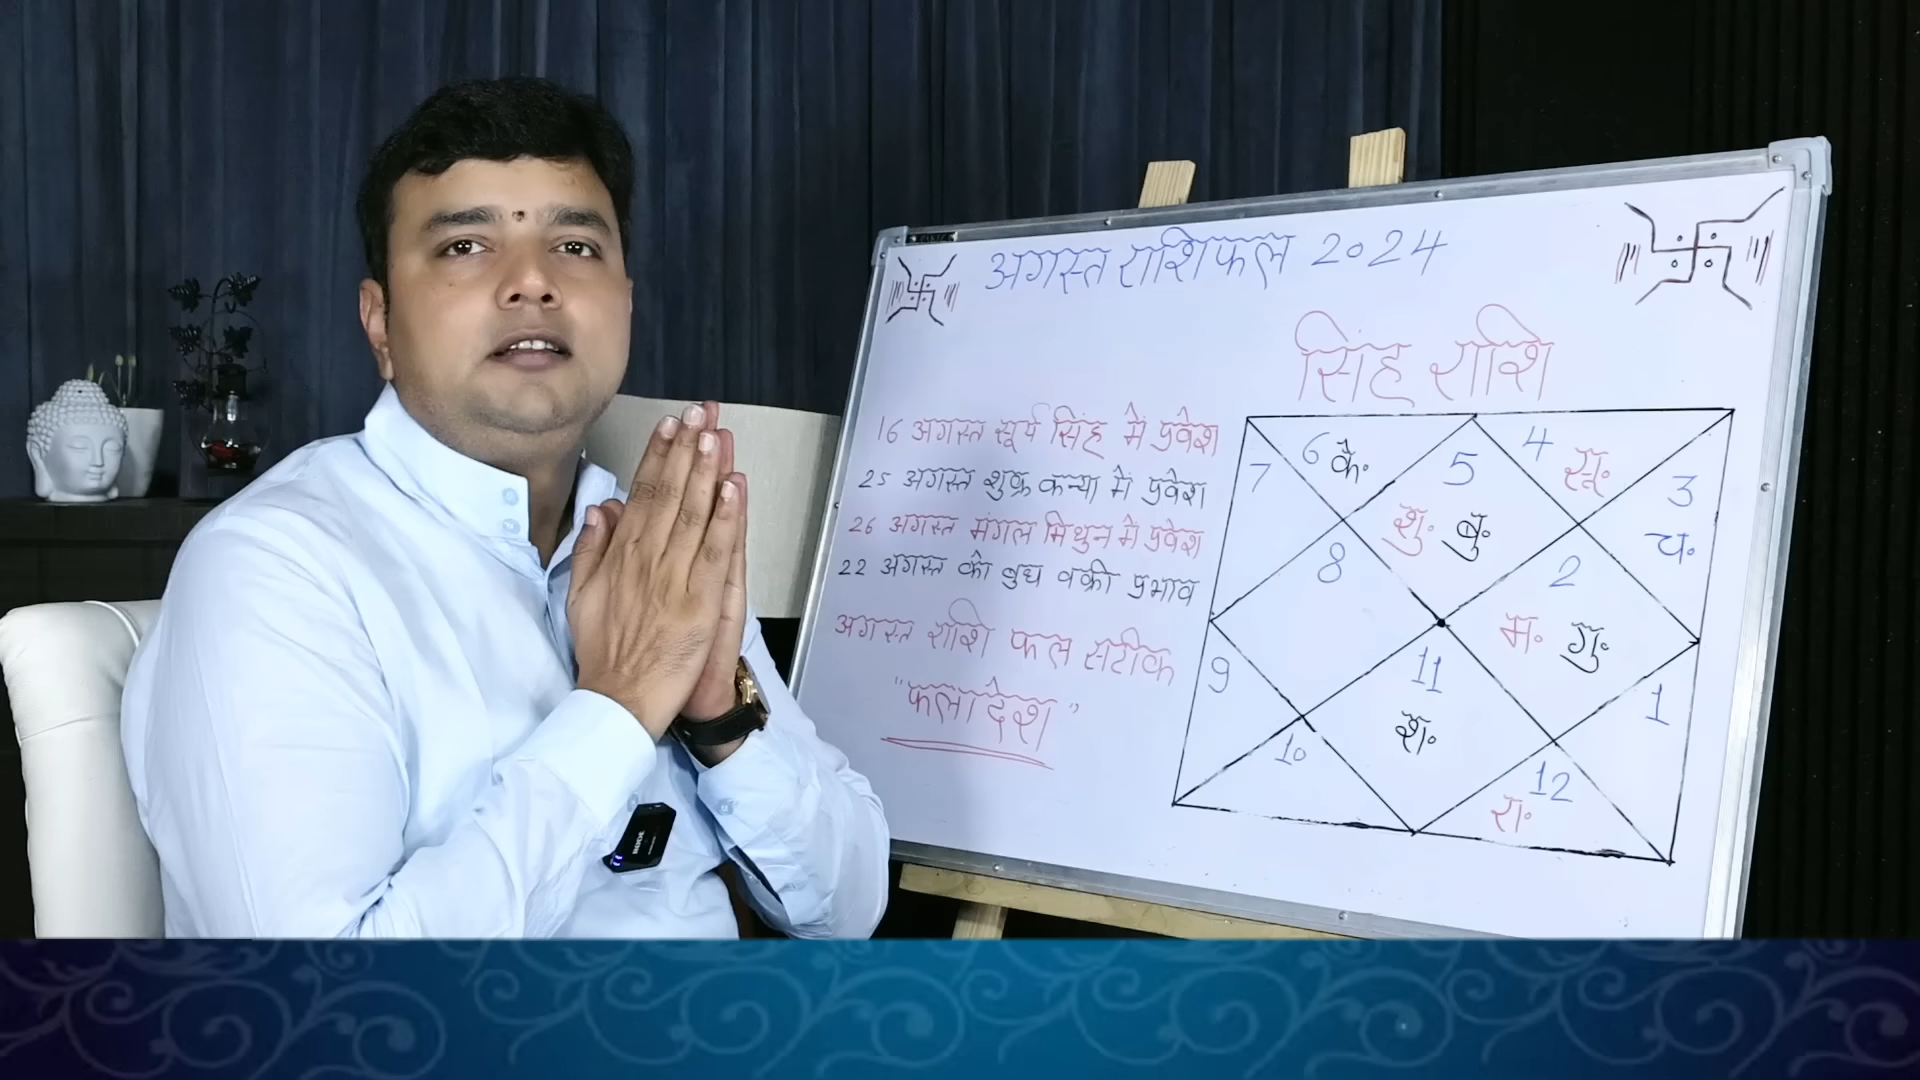 अगस्त राशिफल 2024
सिंह राशि
16 अगस्त सूर्य सिंह में प्रवेश
25 अगस्त शुक्र कन्या में प्रवेश
26 अगस्त मंगल मिथुन में प्रवेश
22 अगस्त को बुध वक्री प्रभाव
अगस्त राशि फल सटीक
"फलादेश"
6 के॰
5
शु॰ बु॰
4
सू॰
7
3
च॰
8
2
म॰ गु॰
9
11
श॰
1
10
12
रा॰
RODE